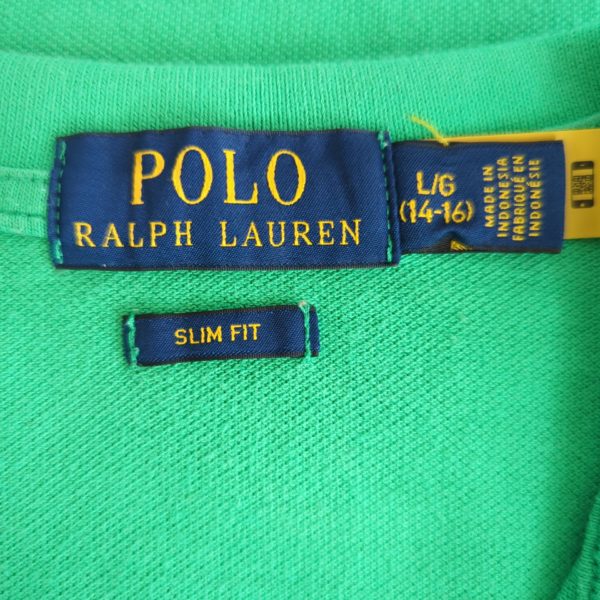 POLO
RALPH LAUREN
L/G
(14-16)
MADE IN
INDONESIA
FABRIQUÉ EN
INDONÉSIE
SLIM FIT